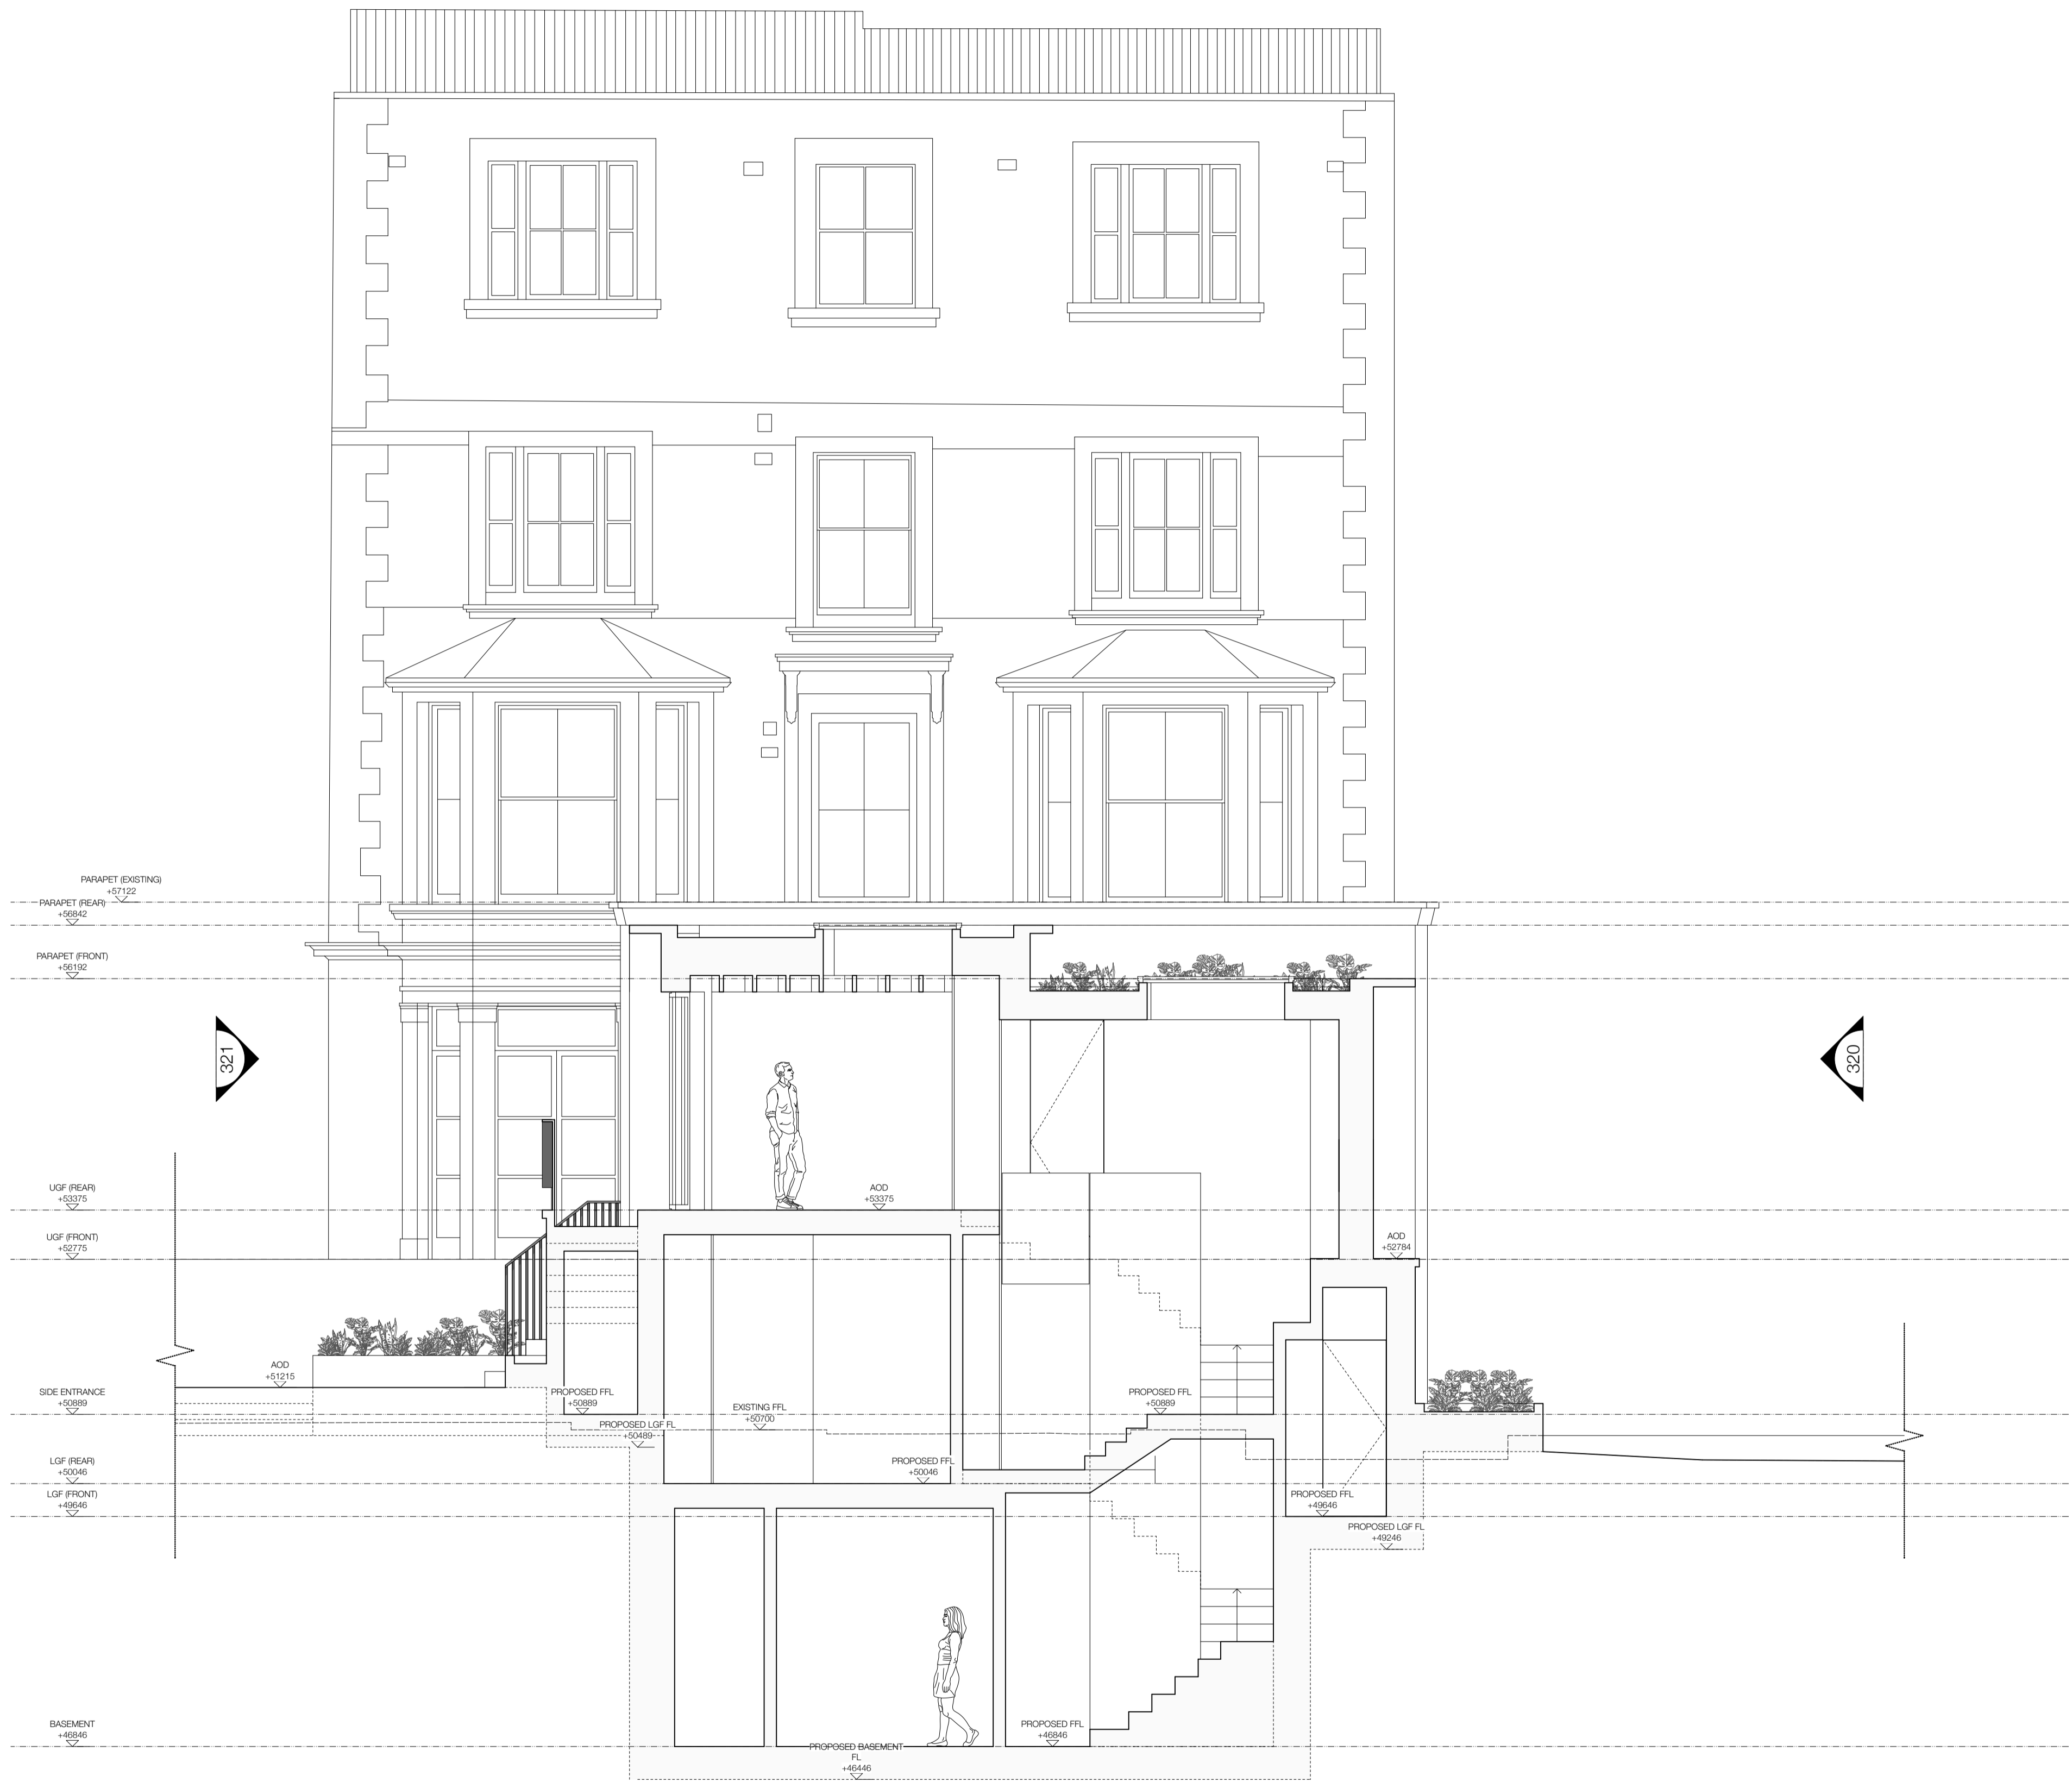 PARAPET (EXISTING)
+57122
PARAPET (REAR)
+56842
PARAPET (FRONT)
+56192
321
320
UGF (REAR)
+53375
AOD
+53375
UGF (FRONT)
+52775
AOD
+52784
AOD
+51215
SIDE ENTRANCE
+50889
PROPOSED FFL
+50889
PROPOSED FFL
+50889
EXISTING FFL
+50700
PROPOSED LGF FL
+50489
LGF (REAR)
+50046
PROPOSED FFL
+50046
LGF (FRONT)
+49646
PROPOSED FFL
+49646
PROPOSED LGF FL
+49246
BASEMENT
+46846
PROPOSED FFL
+46846
PROPOSED BASEMENT
FL
+46446